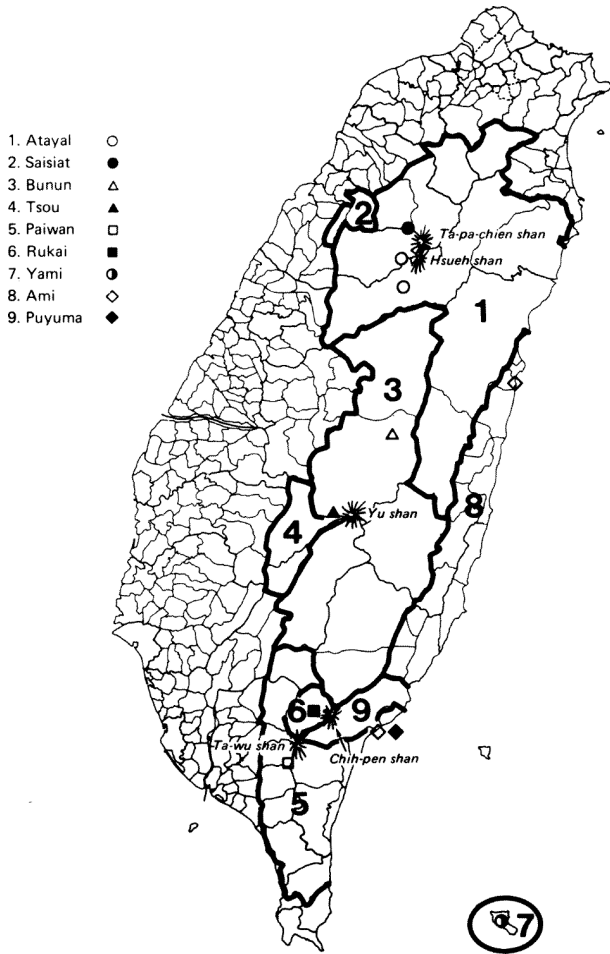 1. Atayal
2. Saisiat
3. Bunun
4. Tsou
5. Paiwan
6. Rukai
7. Yami
8. Ami
9. Puyuma
2
Ta-pa-chien shan
Hsueh shan
1
3
8
Yu shan
4
6
9
Ta-wu shan
Chih-pen shan
5
7